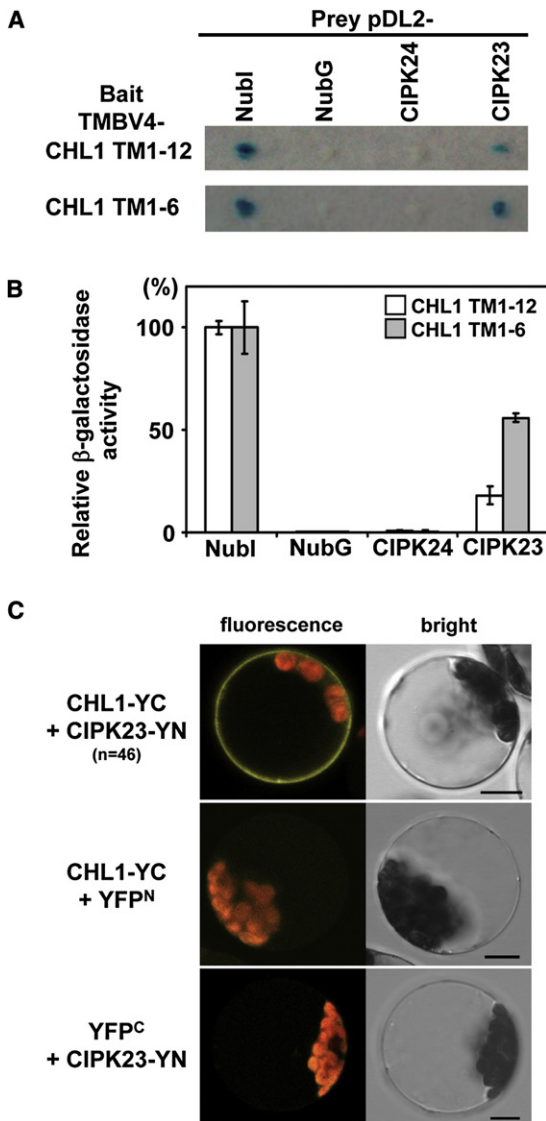 A
Prey pDL2-
NubI
NubG
CIPK24
CIPK23
Bait
TMBV4-
CHL1 TM1-12
CHL1 TM1-6
B
(%)
CHL1 TM1-12
CHL1 TM1-6
100
50
0
Relative β-galactosidase
activity
NubI
NubG
CIPK24
CIPK23
C
fluorescence
bright
CHL1-YC
+ CIPK23-YN
(n=46)
CHL1-YC
+ YFPᴺ
YFPᶜ
+ CIPK23-YN